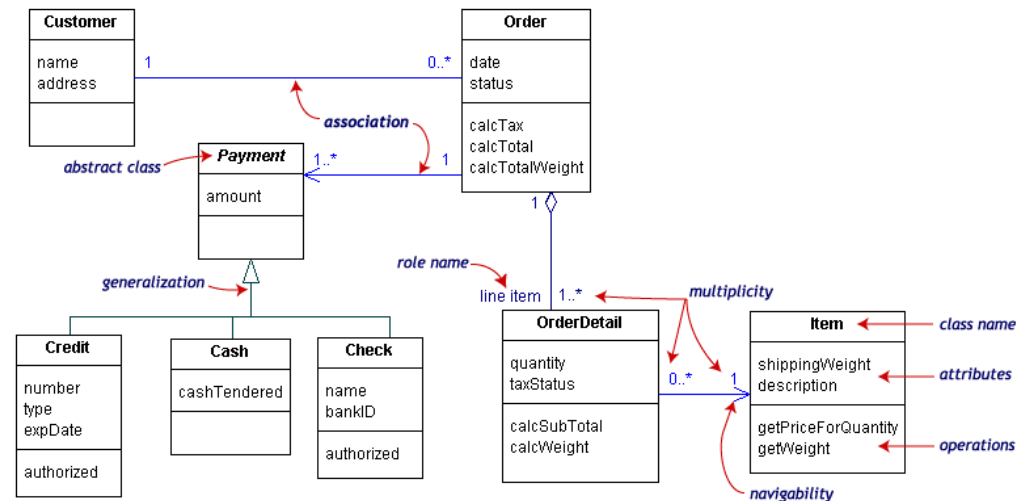 Customer
name
address
1
0..*
Order
date
status
calcTax
calcTotal
calcTotalWeight
association
abstract class
Payment
amount
1..*
1
generalization
1
role name
line item
1..*
multiplicity
Credit
number
type
expDate
authorized
Cash
cashTendered
Check
name
bankID
authorized
OrderDetail
quantity
taxStatus
calcSubTotal
calcWeight
0..*
1
Item
shippingWeight
description
getPriceForQuantity
getWeight
class name
attributes
operations
navigability